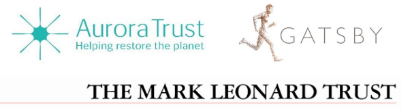 Aurora Trust
Helping restore the planet
GATSBY
THE MARK LEONARD TRUST